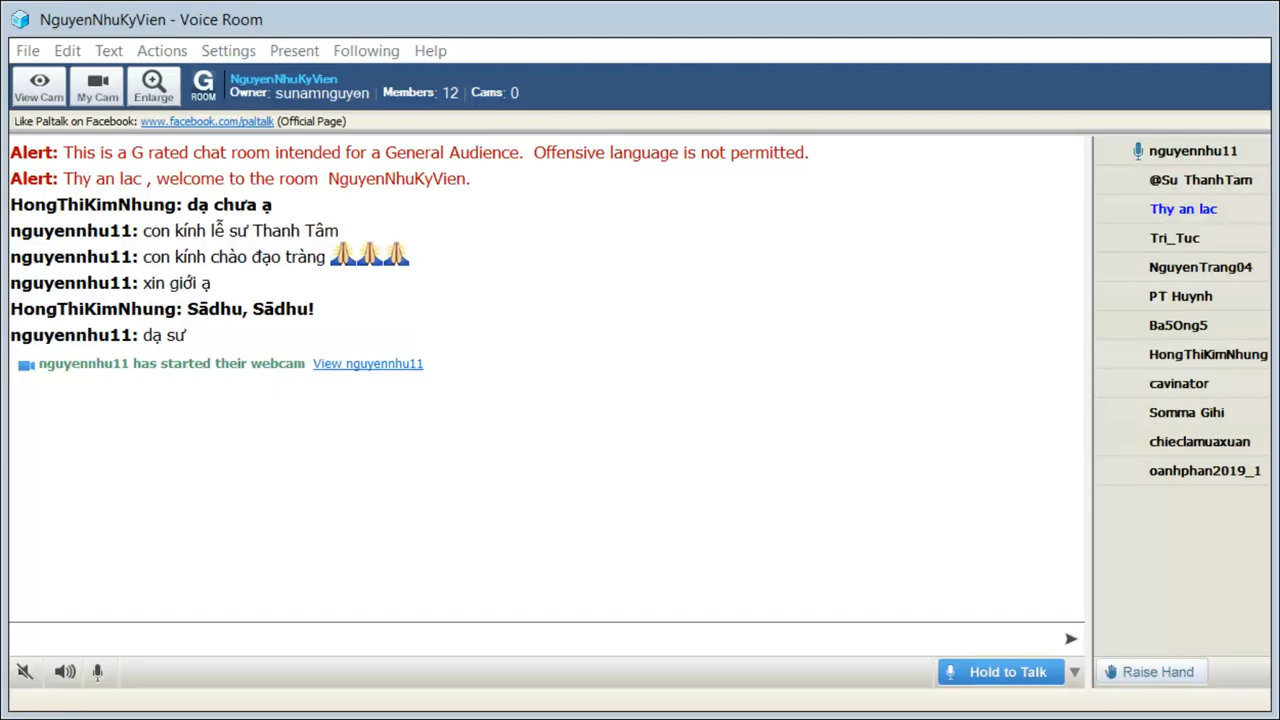 NguyenNhuKyVien - Voice Room
File Edit Text Actions Settings Present Following Help
View Cam
My Cam
Enlarge
G
ROOM
NguyenNhuKyVien
Owner: sunamnguyen Members: 12 Cams: 0
Like Paltalk on Facebook: www.facebook.com/paltalk (Official Page)
Alert: This is a G rated chat room intended for a General Audience. Offensive language is not permitted.
Alert: Thy an lac , welcome to the room NguyenNhuKyVien.
HongThiKimNhung: dạ chưa ạ
nguyennhu11: con kính lễ sư Thanh Tâm
nguyennhu11: con kính chào đạo tràng 🙏🙏🙏
nguyennhu11: xin giới ạ
HongThiKimNhung: Sādhu, Sādhu!
nguyennhu11: dạ sư
nguyennhu11 has started their webcam View nguyennhu11
nguyennhu11
@Su ThanhTam
Thy an lac
Tri_Tuc
NguyenTrang04
PT Huynh
Ba5Ong5
HongThiKimNhung
cavinator
Somma Gihi
chieclamuaxuan
oanhphan2019_1
Hold to Talk
Raise Hand